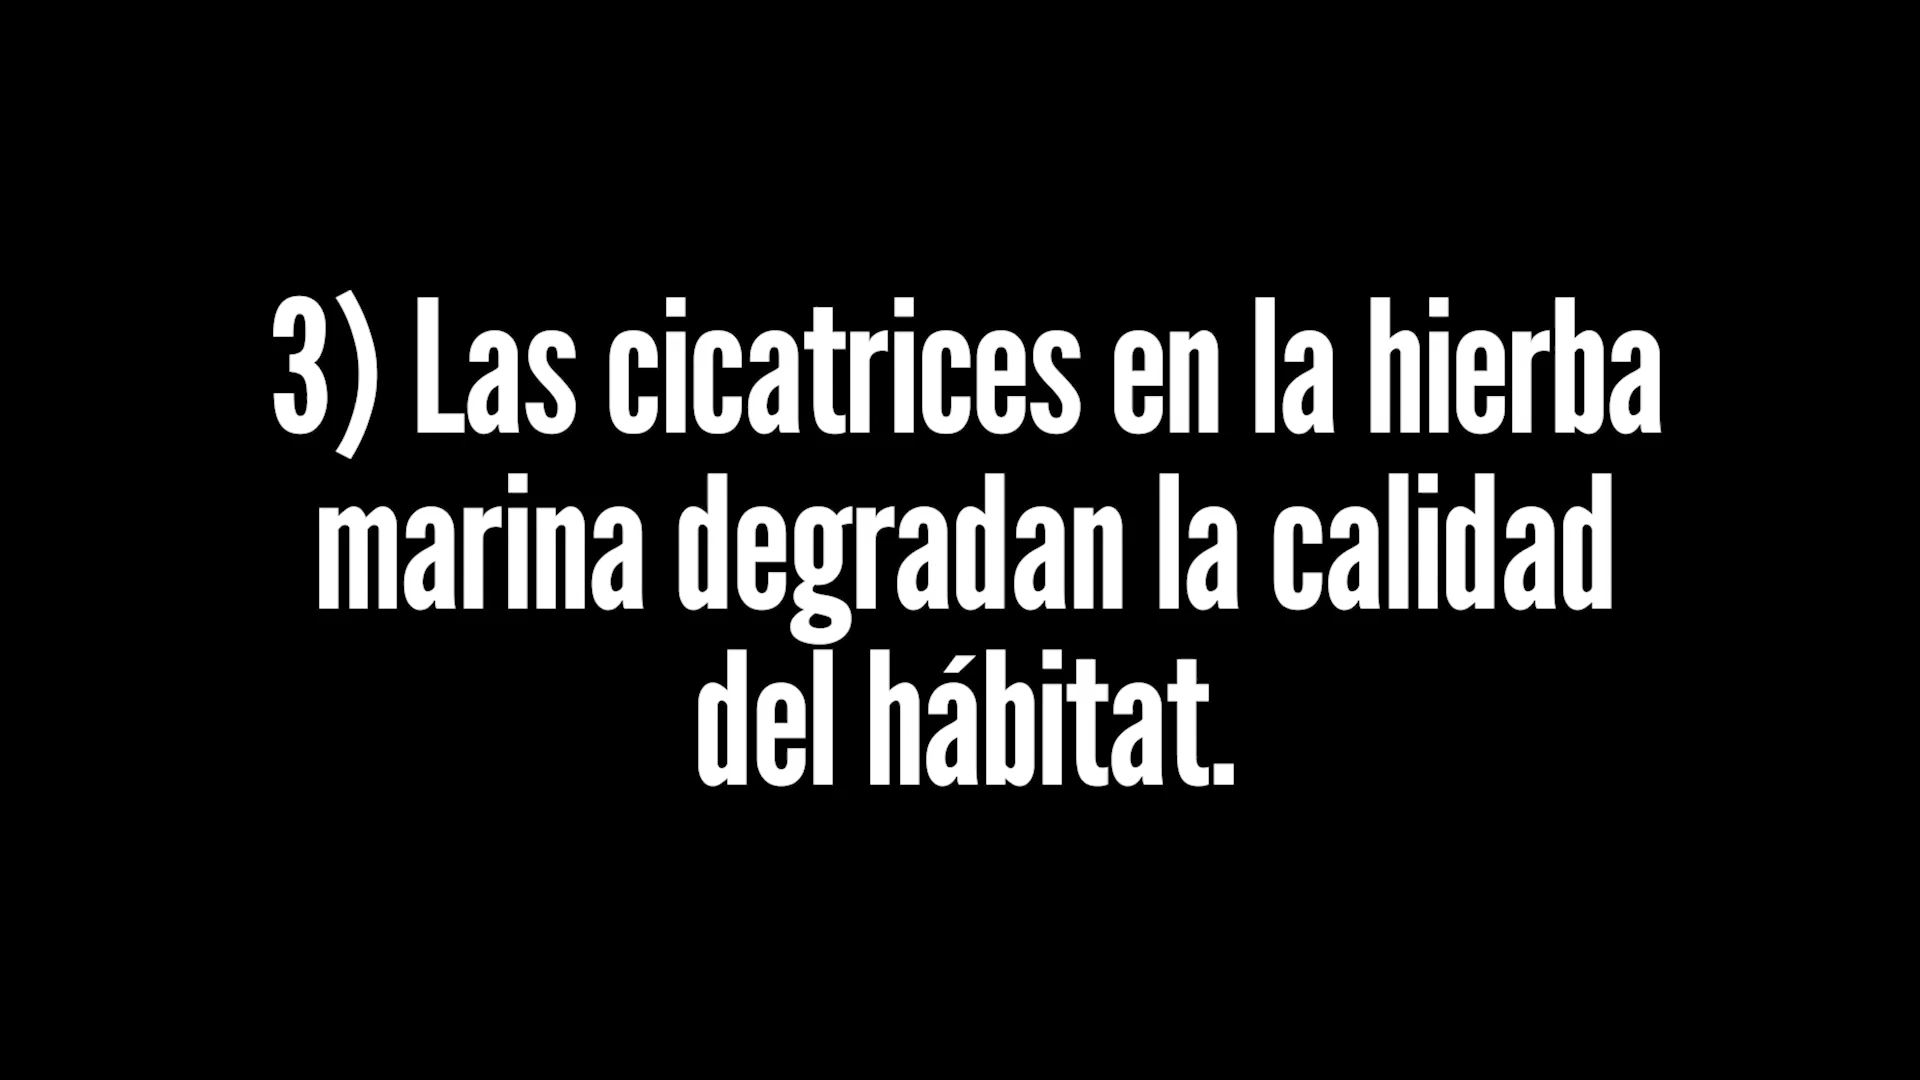 3) Las cicatrices en la hierba
marina degradan la calidad
del hábitat.